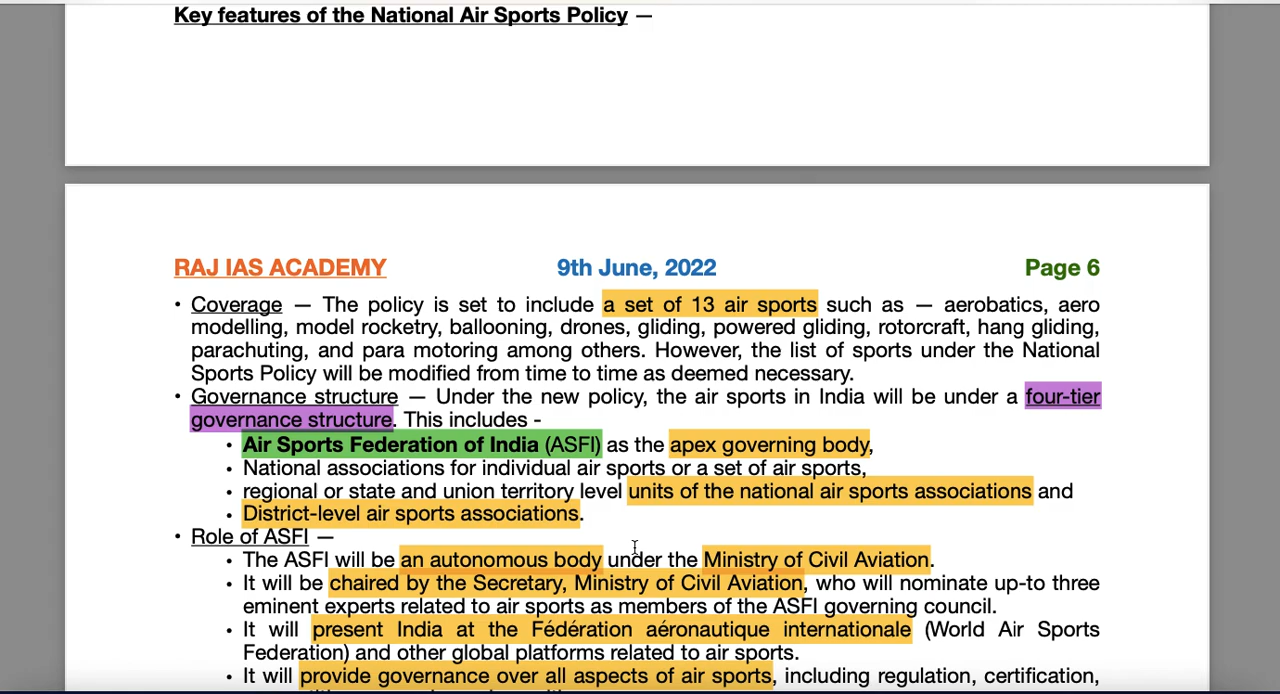 Key features of the National Air Sports Policy —
RAJ IAS ACADEMY 9th June, 2022 Page 6
• Coverage — The policy is set to include a set of 13 air sports such as — aerobatics, aero
modelling, model rocketry, ballooning, drones, gliding, powered gliding, rotorcraft, hang gliding,
parachuting, and para motoring among others. However, the list of sports under the National
Sports Policy will be modified from time to time as deemed necessary.
• Governance structure — Under the new policy, the air sports in India will be under a four-tier
governance structure. This includes -
• Air Sports Federation of India (ASFI) as the apex governing body,
• National associations for individual air sports or a set of air sports,
• regional or state and union territory level units of the national air sports associations and
• District-level air sports associations.
• Role of ASFI —
• The ASFI will be an autonomous body under the Ministry of Civil Aviation.
• It will be chaired by the Secretary, Ministry of Civil Aviation, who will nominate up-to three
eminent experts related to air sports as members of the ASFI governing council.
• It will present India at the Fédération aéronautique internationale (World Air Sports
Federation) and other global platforms related to air sports.
• It will provide governance over all aspects of air sports, including regulation, certification,